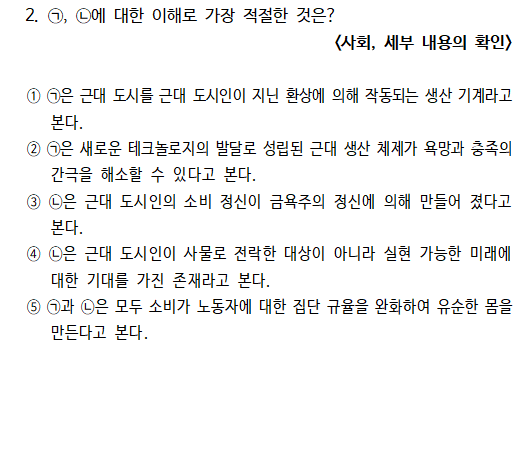 2. ㉠, ㉡에 대한 이해로 가장 적절한 것은?
<사회, 세부 내용의 확인>
① ㉠은 근대 도시를 근대 도시인이 지닌 환상에 의해 작동되는 생산 기계라고
본다.
② ㉠은 새로운 테크놀로지의 발달로 성립된 근대 생산 체제가 욕망과 충족의
간극을 해소할 수 있다고 본다.
③ ㉡은 근대 도시인의 소비 정신이 금욕주의 정신에 의해 만들어 졌다고
본다.
④ ㉡은 근대 도시인이 사물로 전락한 대상이 아니라 실현 가능한 미래에
대한 기대를 가진 존재라고 본다.
⑤ ㉠과 ㉡은 모두 소비가 노동자에 대한 집단 규율을 완화하여 유순한 몸을
만든다고 본다.